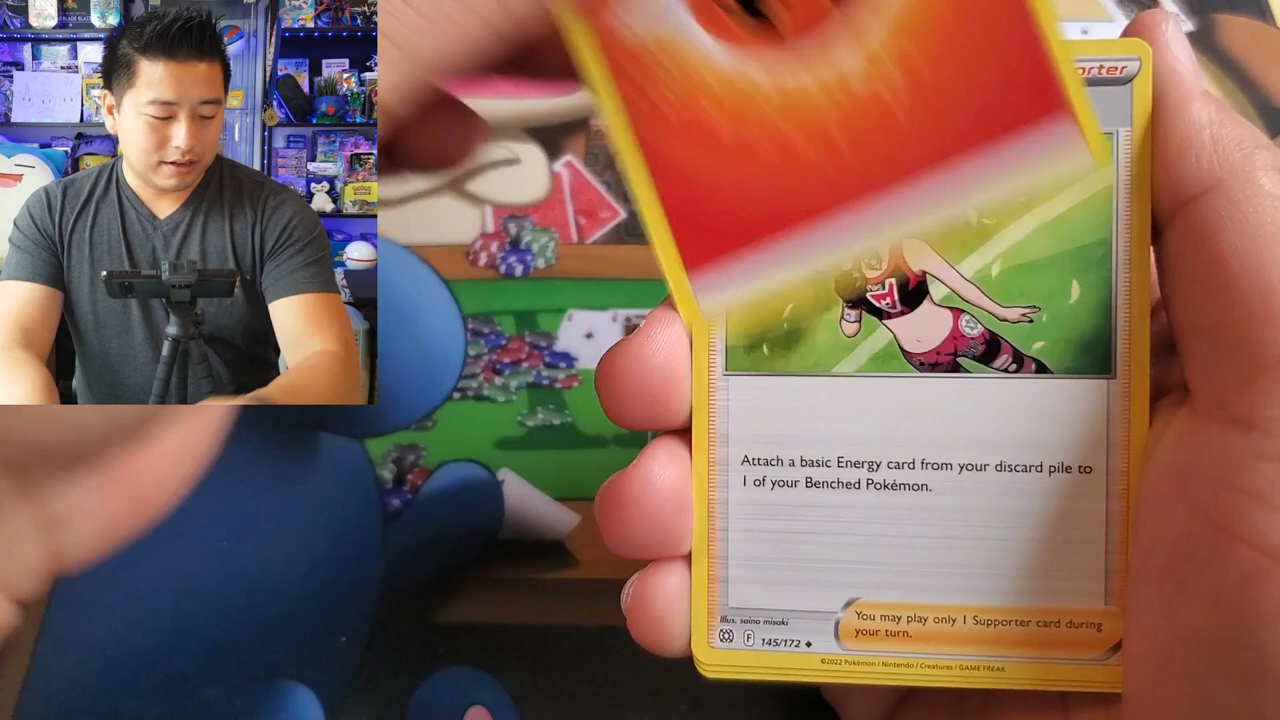 orter
Attach a basic Energy card from your discard pile to
1 of your Benched Pokémon.
Illus. saino misaki
F 145/172
You may play only 1 Supporter card during
your turn.
©2022 Pokémon / Nintendo / Creatures / GAME FREAK